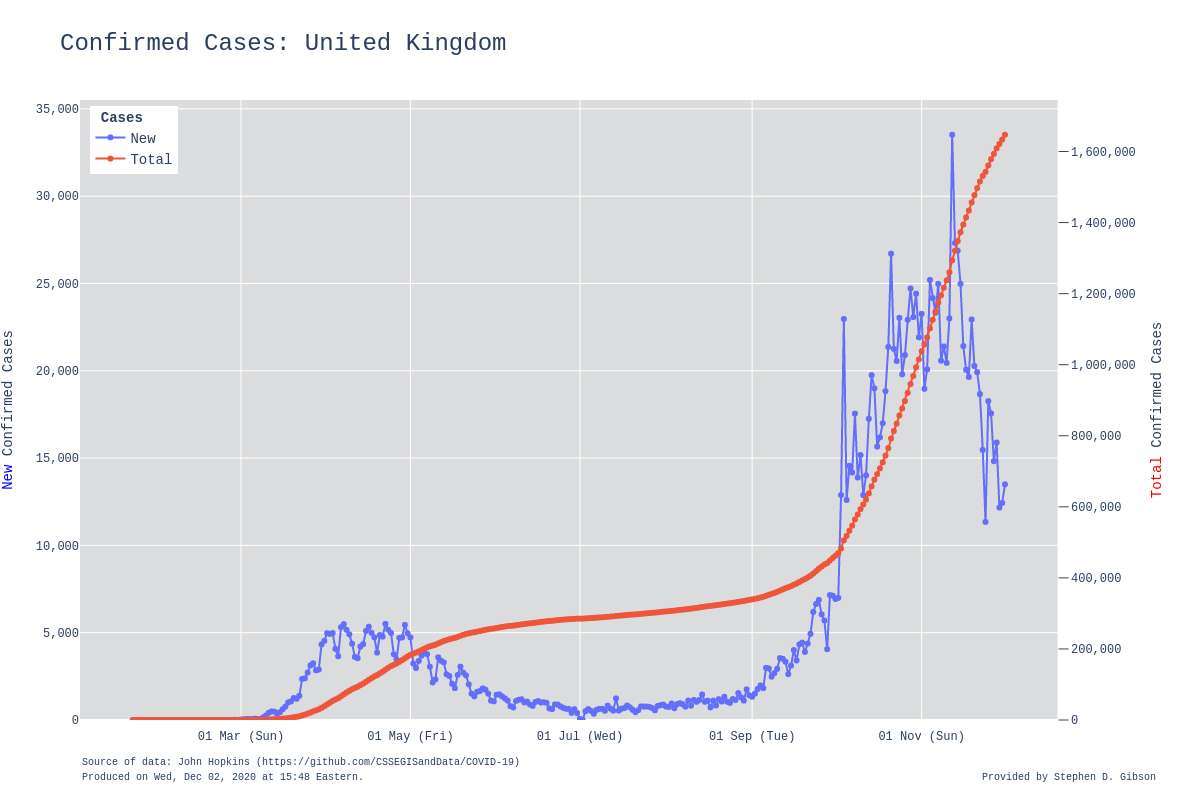 Confirmed Cases: United Kingdom
Cases
New
Total
35,000
30,000
25,000
20,000
15,000
10,000
5,000
0
New Confirmed Cases
1,600,000
1,400,000
1,200,000
1,000,000
800,000
600,000
400,000
200,000
0
Total Confirmed Cases
01 Mar (Sun)
01 May (Fri)
01 Jul (Wed)
01 Sep (Tue)
01 Nov (Sun)
Source of data: John Hopkins (https://github.com/CSSEGISandData/COVID-19)
Produced on Wed, Dec 02, 2020 at 15:48 Eastern.
Provided by Stephen D. Gibson